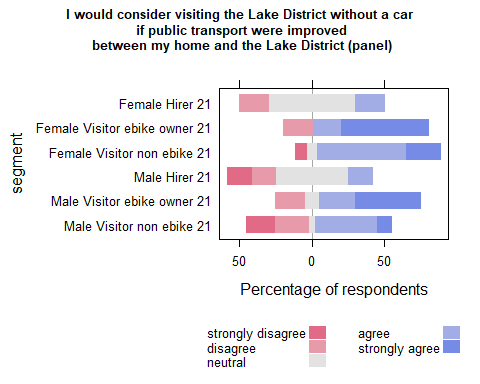 I would consider visiting the Lake District without a car
if public transport were improved
between my home and the Lake District (panel)
segment
Female Hirer 21
Female Visitor ebike owner 21
Female Visitor non ebike 21
Male Hirer 21
Male Visitor ebike owner 21
Male Visitor non ebike 21
50 0 50
Percentage of respondents
strongly disagree agree
disagree strongly agree
neutral